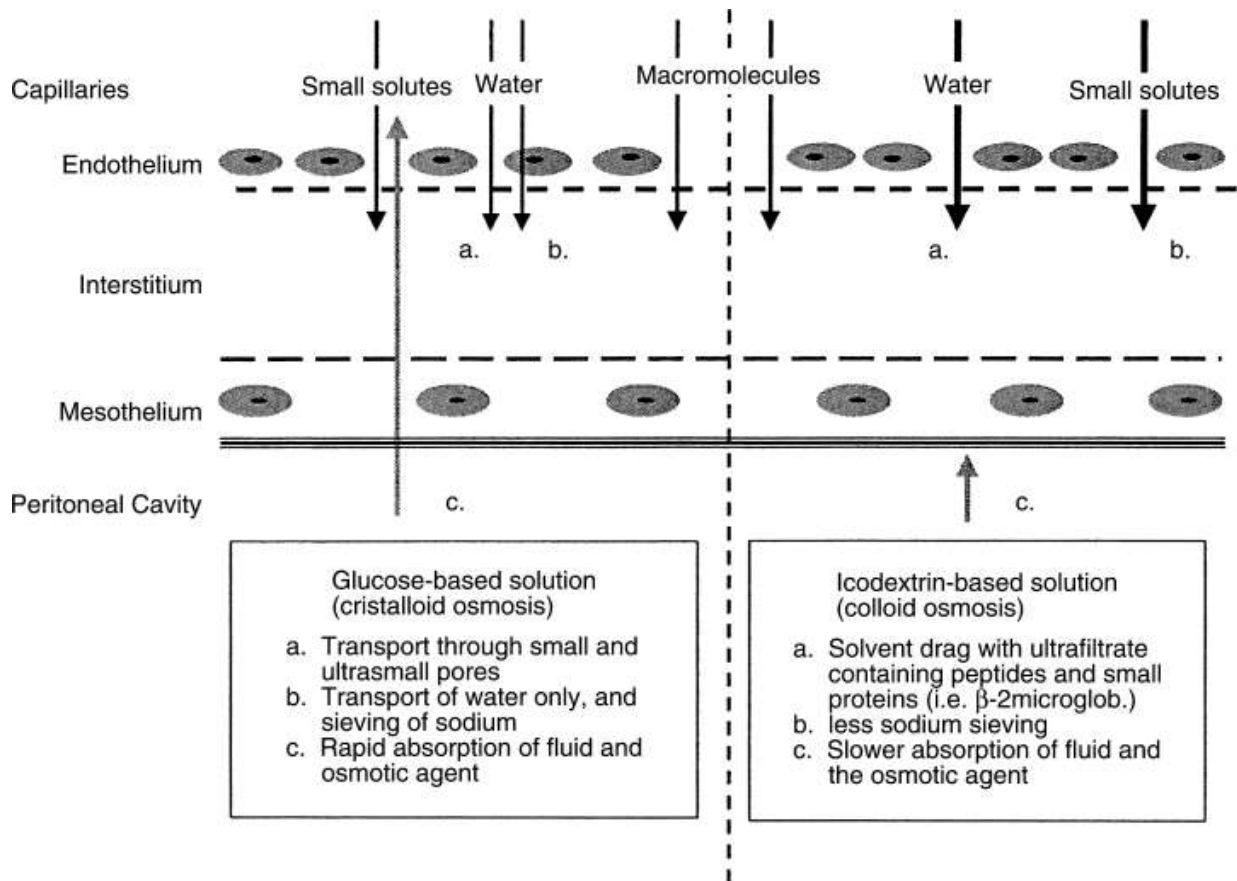 Capillaries
Small solutes
Water
Macromolecules
Water
Small solutes
Endothelium
a.
b.
a.
b.
Interstitium
Mesothelium
Peritoneal Cavity
c.
c.
Glucose-based solution
(cristalloid osmosis)
a. Transport through small and
ultrasmall pores
b. Transport of water only, and
sieving of sodium
c. Rapid absorption of fluid and
osmotic agent
Icodextrin-based solution
(colloid osmosis)
a. Solvent drag with ultrafiltrate
containing peptides and small
proteins (i.e. β-2microglob.)
b. less sodium sieving
c. Slower absorption of fluid and
the osmotic agent